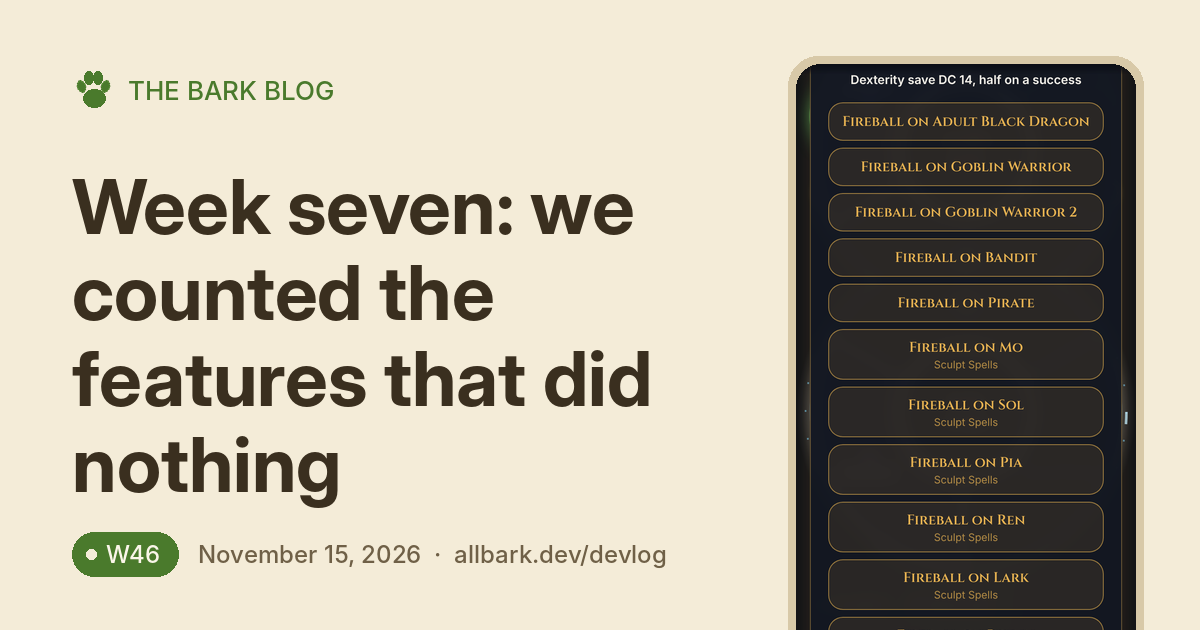 THE BARK BLOG
Week seven: we
counted the
features that did
nothing
W46
November 15, 2026 · allbark.dev/devlog
Dexterity save DC 14, half on a success
Fireball on Adult Black Dragon
Fireball on Goblin Warrior
Fireball on Goblin Warrior 2
Fireball on Bandit
Fireball on Pirate
Fireball on Mo
Sculpt Spells
Fireball on Sol
Sculpt Spells
Fireball on Pia
Sculpt Spells
Fireball on Ren
Sculpt Spells
Fireball on Lark
Sculpt Spells